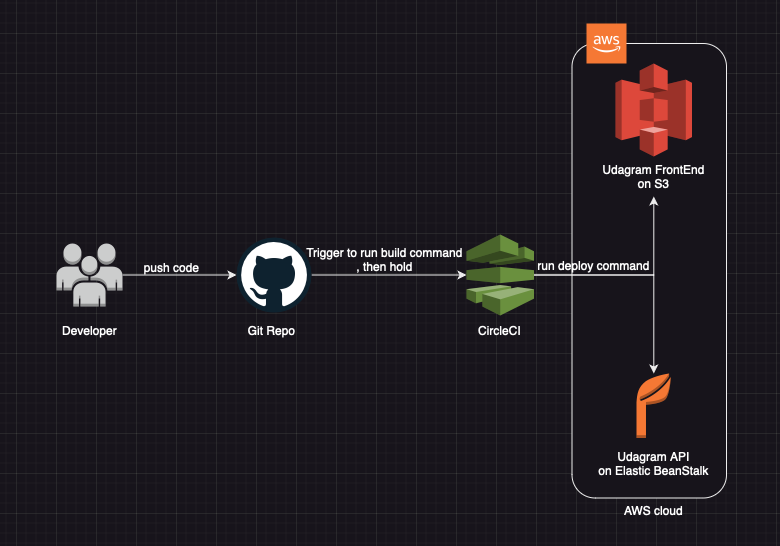 aws
Udagram FrontEnd
on S3
Trigger to run build command
, then hold
push code
run deploy command
Developer
Git Repo
CircleCI
Udagram API
on Elastic BeanStalk
AWS cloud